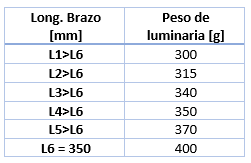 Long. Brazo [mm] Peso de luminaria [g]
L1>L6 300
L2>L6 315
L3>L6 340
L4>L6 350
L5>L6 370
L6 = 350 400